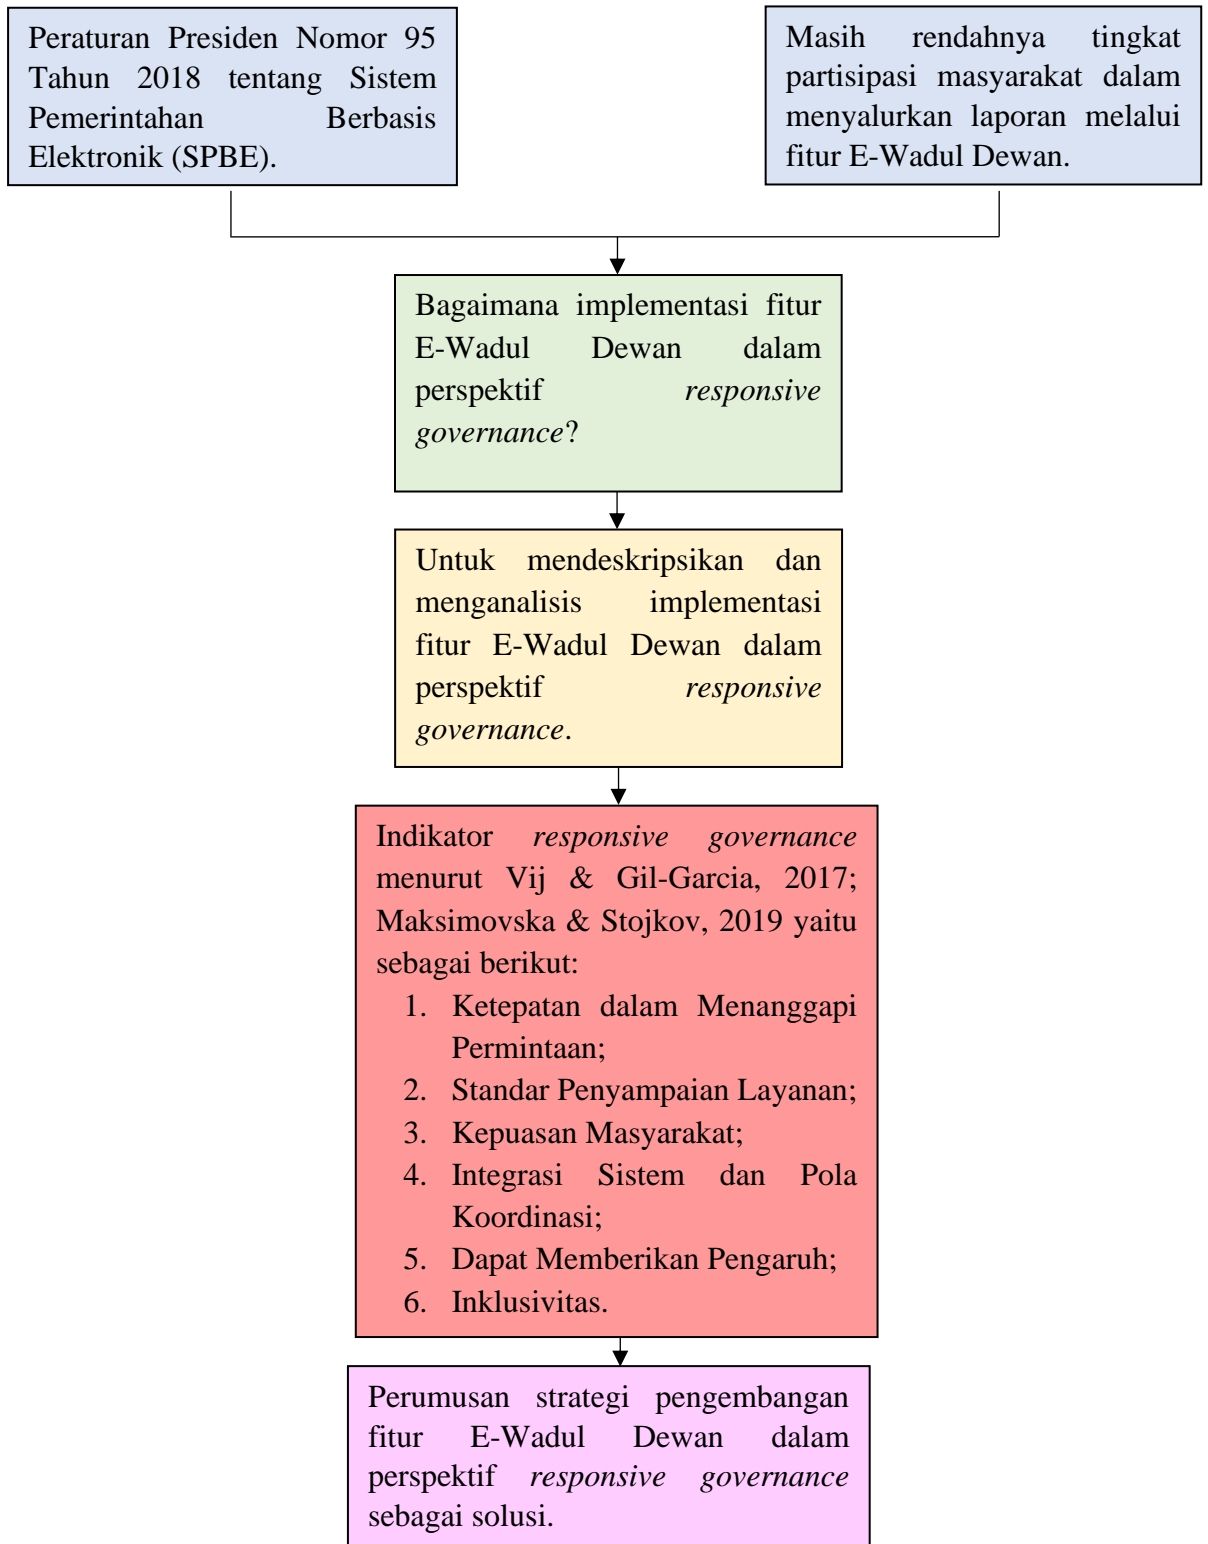 Peraturan Presiden Nomor 95
Tahun 2018 tentang Sistem
Pemerintahan Berbasis
Elektronik (SPBE).
Masih rendahnya tingkat
partisipasi masyarakat dalam
menyalurkan laporan melalui
fitur E-Wadul Dewan.
Bagaimana implementasi fitur
E-Wadul Dewan dalam
perspektif responsive
governance?
Untuk mendeskripsikan dan
menganalisis implementasi
fitur E-Wadul Dewan dalam
perspektif responsive
governance.
Indikator responsive governance
menurut Vij & Gil-Garcia, 2017;
Maksimovska & Stojkov, 2019 yaitu
sebagai berikut:
1. Ketepatan dalam Menanggapi
Permintaan;
2. Standar Penyampaian Layanan;
3. Kepuasan Masyarakat;
4. Integrasi Sistem dan Pola
Koordinasi;
5. Dapat Memberikan Pengaruh;
6. Inklusivitas.
Perumusan strategi pengembangan
fitur E-Wadul Dewan dalam
perspektif responsive governance
sebagai solusi.